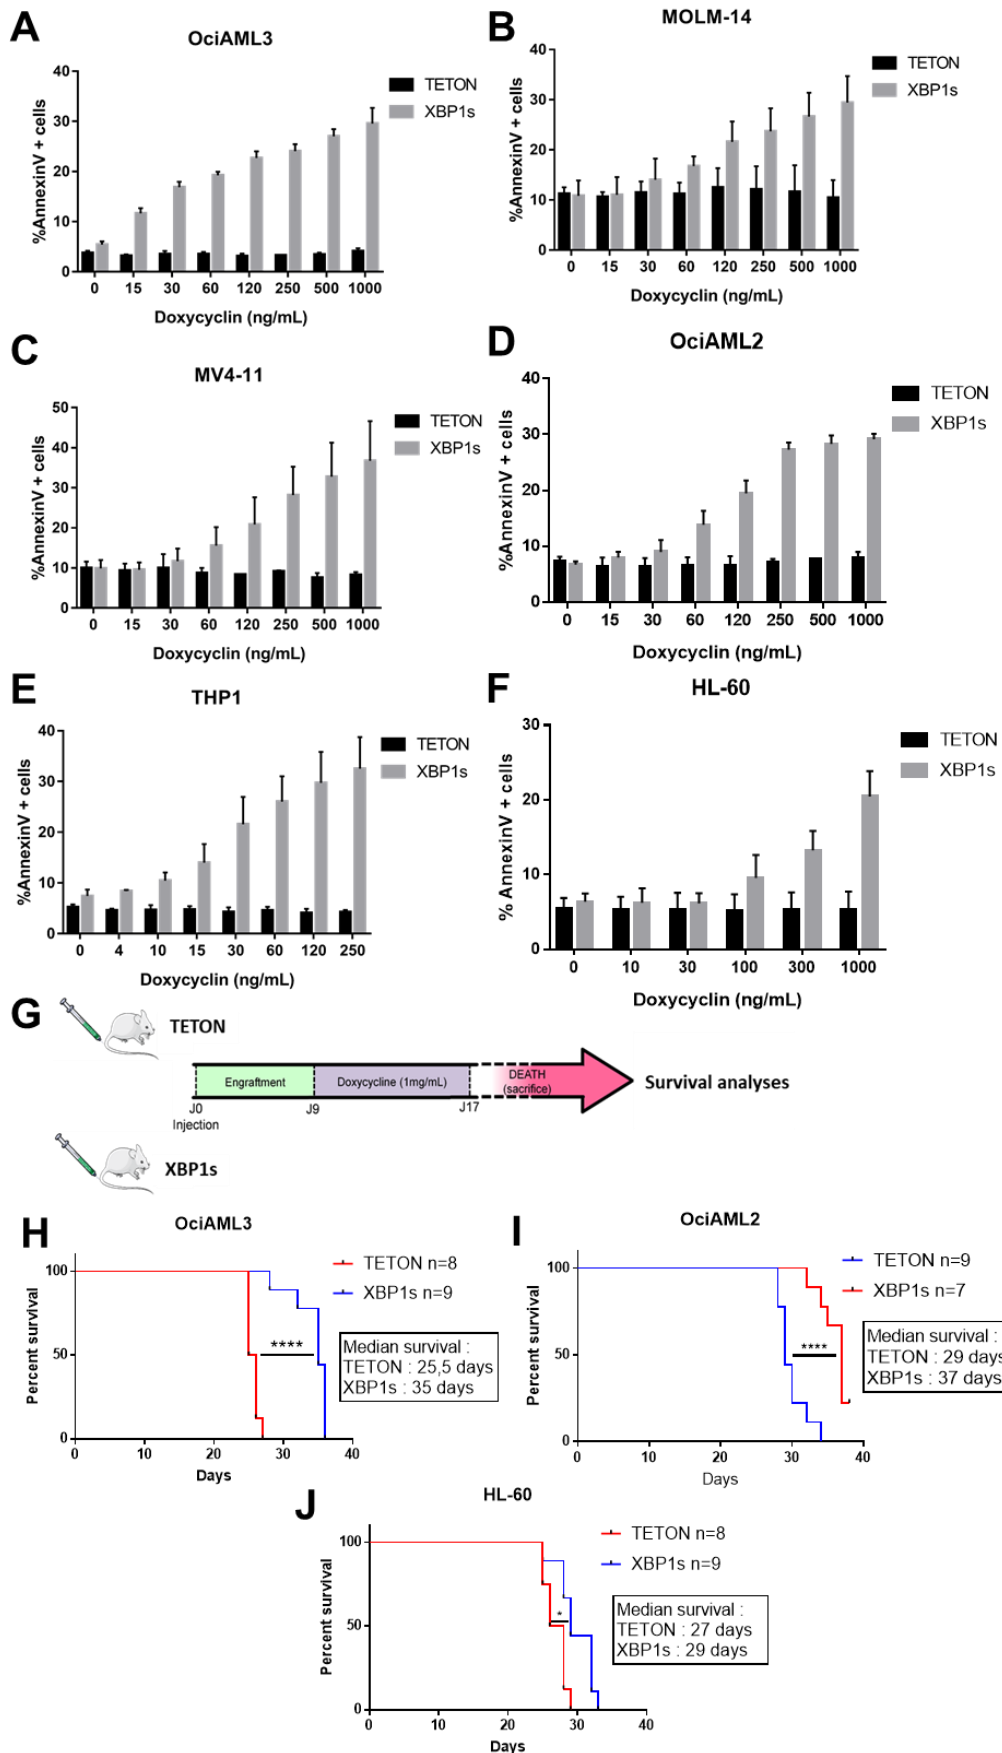 A
OciAML3
%AnnexinV + cells
40
30
20
10
0
0 15 30 60 120 250 500 1000
Doxycyclin (ng/mL)
TETON
XBP1s
B
MOLM-14
%AnnexinV + cells
40
30
20
10
0
0 15 30 60 120 250 500 1000
Doxycyclin (ng/mL)
TETON
XBP1s
C
MV4-11
%AnnexinV + cells
50
40
30
20
10
0
0 15 30 60 120 250 500 1000
Doxycyclin (ng/mL)
TETON
XBP1s
D
OciAML2
%AnnexinV + cells
40
30
20
10
0
0 15 30 60 120 250 500 1000
Doxycyclin (ng/mL)
TETON
XBP1s
E
THP1
%AnnexinV + cells
40
30
20
10
0
0 4 10 15 30 60 120 250
Doxycyclin (ng/mL)
TETON
XBP1s
F
HL-60
% AnnexinV + cells
30
20
10
0
0 10 30 100 300 1000
Doxycyclin (ng/mL)
TETON
XBP1s
G
TETON
Engraftment
Doxycycline (1mg/mL)
DEATH
(sacrifice)
Survival analyses
J0
J9
J17
Injection
XBP1s
H
OciAML3
Percent survival
100
50
0
0 10 20 30 40
Days
****
TETON n=8
XBP1s n=9
Median survival :
TETON : 25,5 days
XBP1s : 35 days
I
OciAML2
Percent survival
100
50
0
0 10 20 30 40
Days
****
TETON n=9
XBP1s n=7
Median survival :
TETON : 29 days
XBP1s : 37 days
J
HL-60
Percent survival
100
50
0
0 10 20 30 40
Days
*
TETON n=8
XBP1s n=9
Median survival :
TETON : 27 days
XBP1s : 29 days